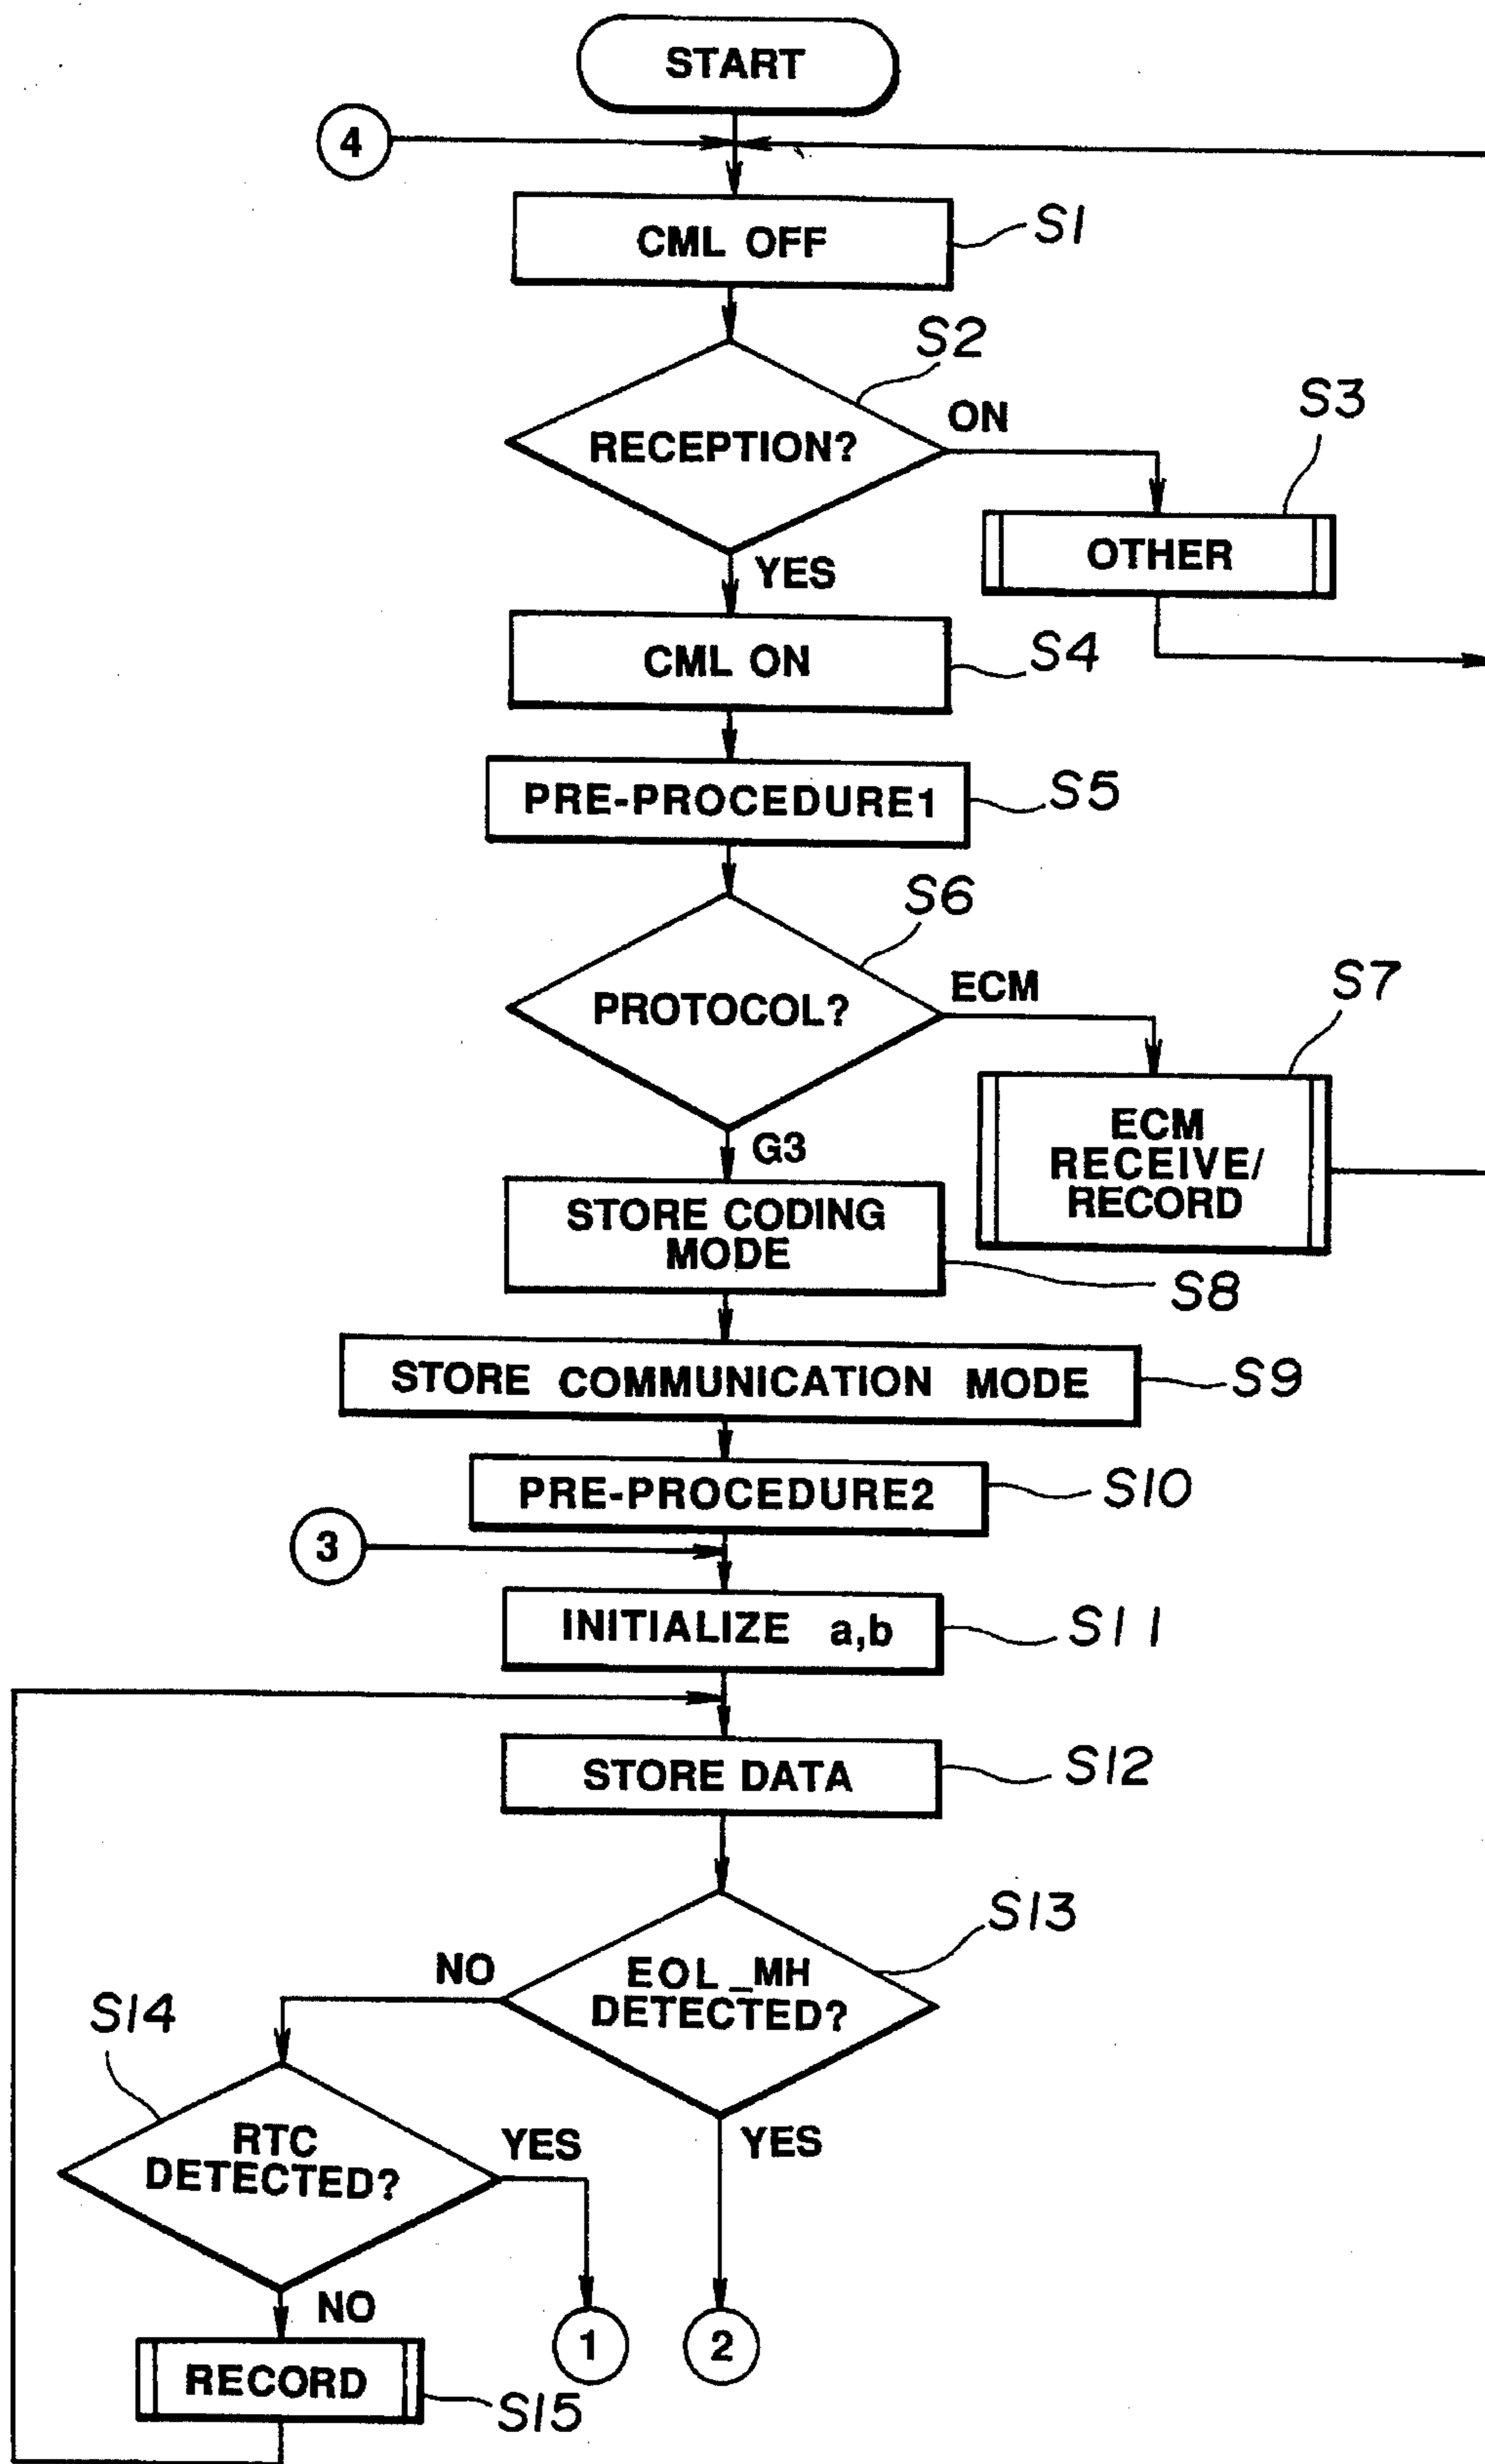 START
4
CML OFF
S1
S2
RECEPTION?
ON
S3
OTHER
YES
CML ON
S4
PRE-PROCEDURE1
S5
S6
PROTOCOL?
ECM
S7
ECM
RECEIVE/
RECORD
G3
STORE CODING
MODE
S8
STORE COMMUNICATION MODE
S9
PRE-PROCEDURE2
S10
3
INITIALIZE a,b
S11
STORE DATA
S12
S13
EOL_MH
DETECTED?
NO
S14
RTC
DETECTED?
YES
YES
NO
1
2
RECORD
S15